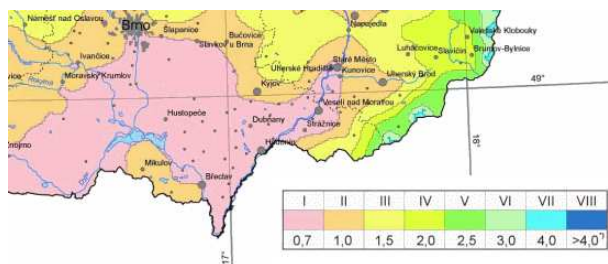 Náměšť nad Oslavou
Brno
Šlapanice
Bučovice
Slavkov u Brna
Napajedla
Valašské Klobouky
Ivančice
Luhačovice
Slavičín
Brumov-Bylnice
Staré Město
Uherské Hradiště
Kunovice
Moravský Krumlov
Kyjov
Uherský Brod
49°
Veselí nad Moravou
Hustopeče
Dubňany
Strážnice
Znojmo
Hodonín
18°
Mikulov
Břeclav
17°
I II III IV V VI VII VIII
0,7 1,0 1,5 2,0 2,5 3,0 4,0 >4,0